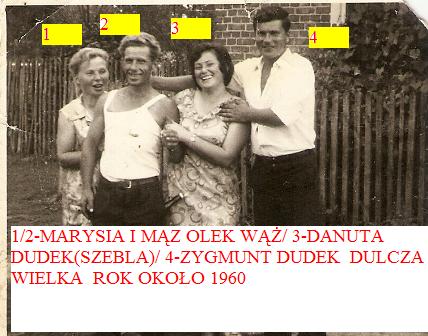 1
2
3
4
1/2-MARYSIA I MĄZ OLEK WĄŻ/ 3-DANUTA
DUDEK(SZEBLA)/ 4-ZYGMUNT DUDEK DULCZA
WIELKA ROK OKOŁO 1960